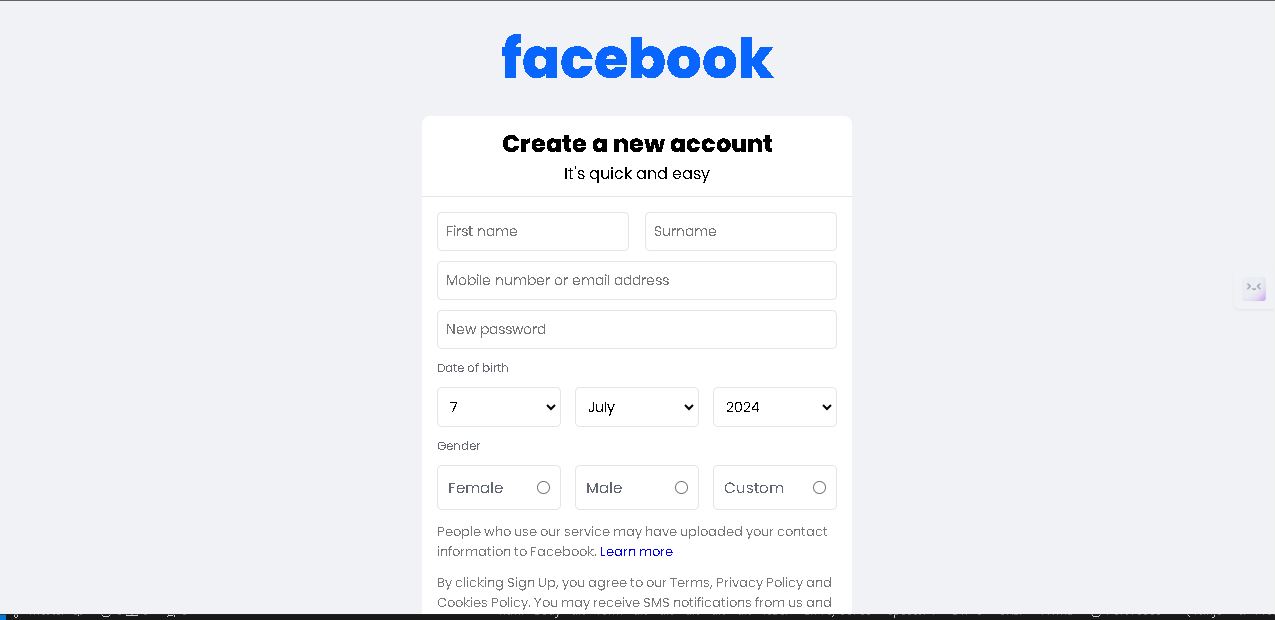 facebook
Create a new account
It's quick and easy
First name
Surname
Mobile number or email address
New password
Date of birth
7
July
2024
Gender
Female
Male
Custom
People who use our service may have uploaded your contact
information to Facebook. Learn more
By clicking Sign Up, you agree to our Terms, Privacy Policy and
Cookies Policy. You may receive SMS notifications from us and